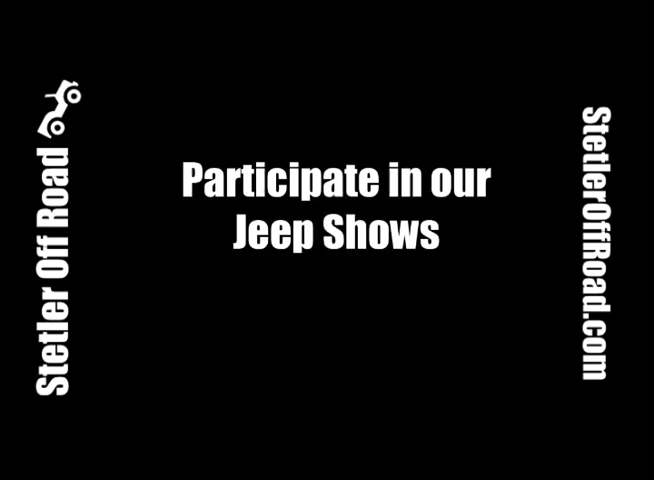 Stetler Off Road
Participate in our
Jeep Shows
StetlerOffRoad.com